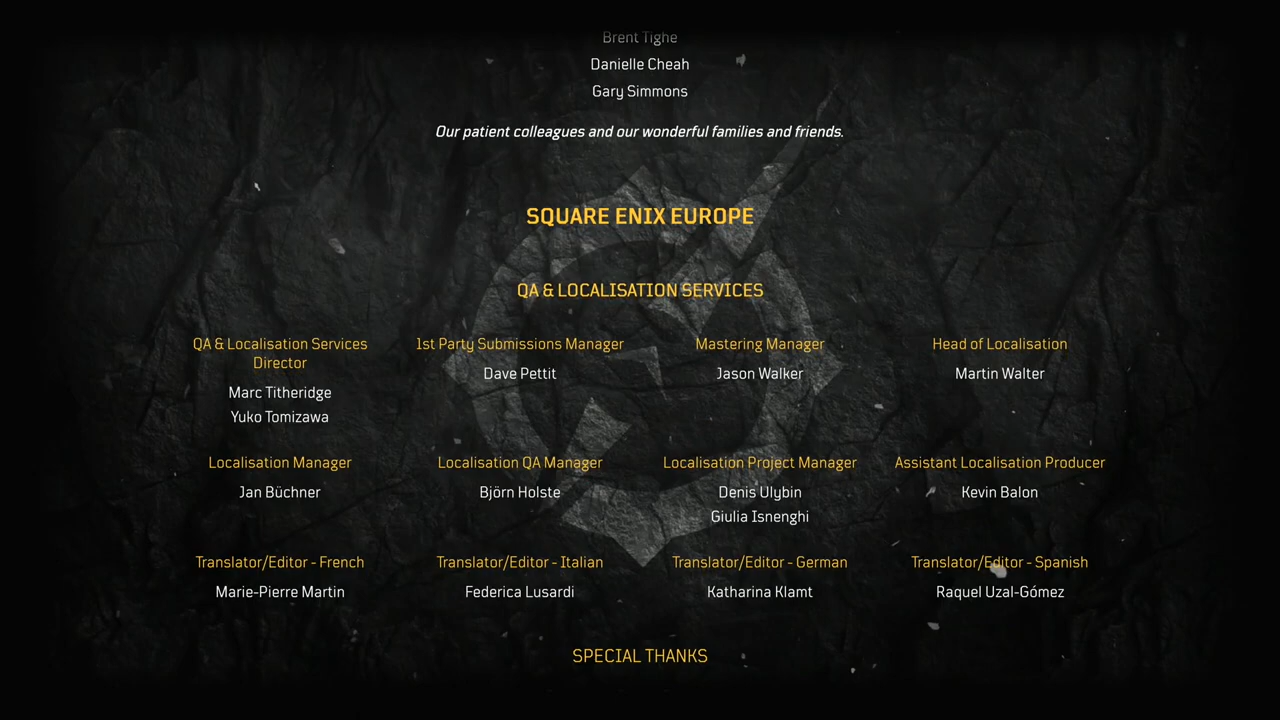 Brent Tighe
Danielle Cheah
Gary Simmons
Our patient colleagues and our wonderful families and friends.
SQUARE ENIX EUROPE
QA & LOCALISATION SERVICES
QA & Localisation Services
Director
Marc Titheridge
Yuko Tomizawa
1st Party Submissions Manager
Dave Pettit
Mastering Manager
Jason Walker
Head of Localisation
Martin Walter
Localisation Manager
Jan Büchner
Localisation QA Manager
Björn Holste
Localisation Project Manager
Denis Ulybin
Giulia Isnenghi
Assistant Localisation Producer
Kevin Balon
Translator/Editor - French
Marie-Pierre Martin
Translator/Editor - Italian
Federica Lusardi
Translator/Editor - German
Katharina Klamt
Translator/Editor - Spanish
Raquel Uzal-Gómez
SPECIAL THANKS